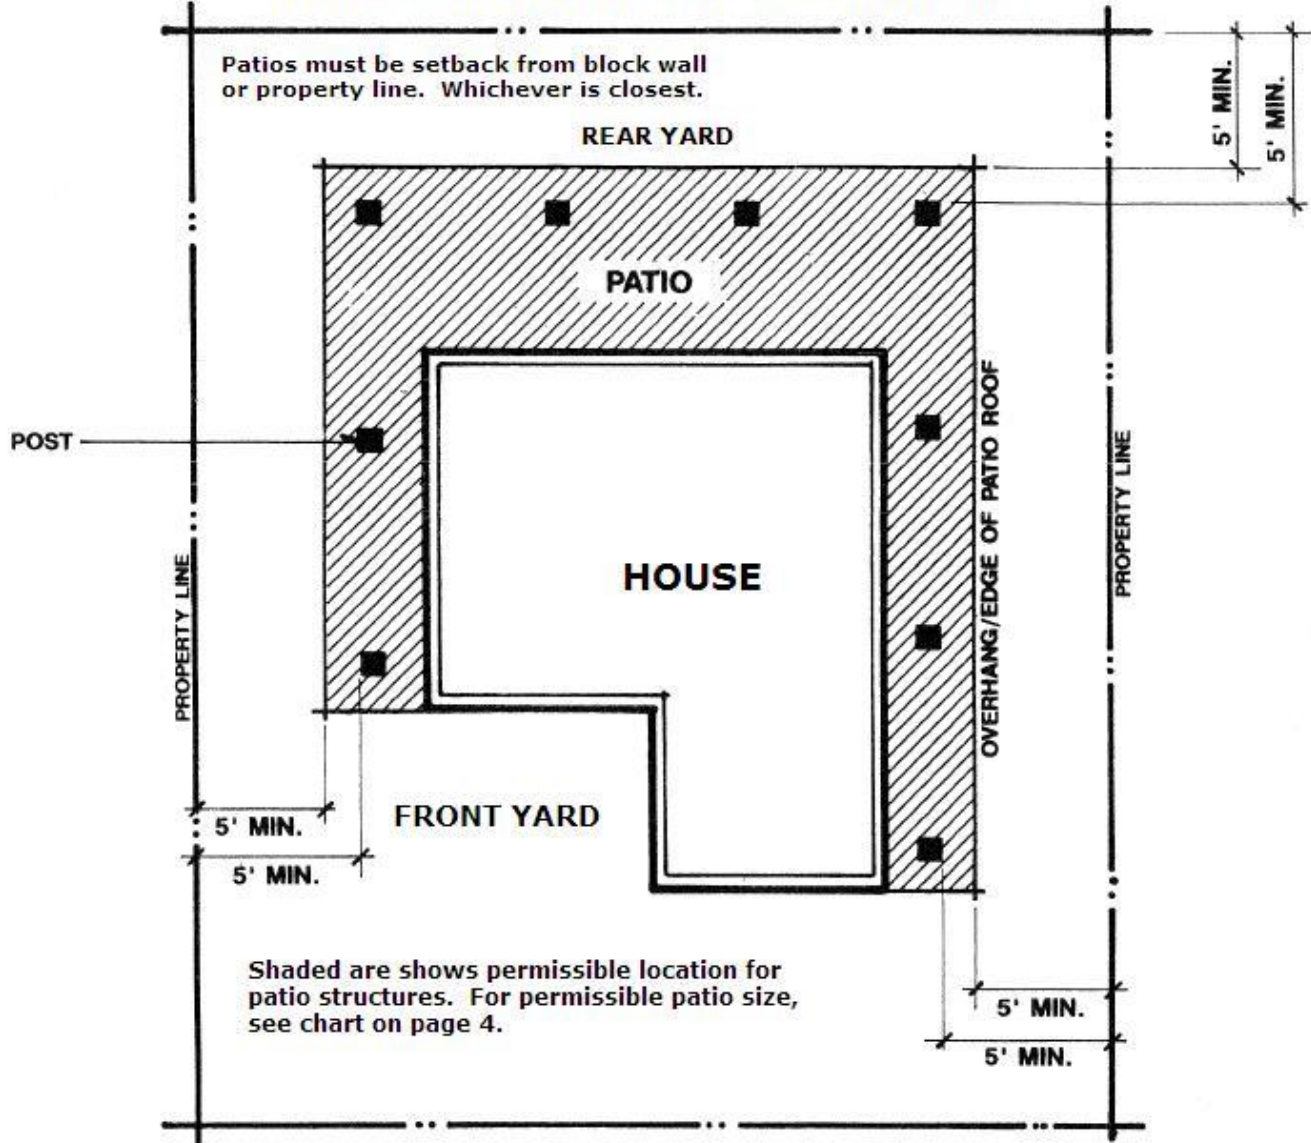 Patios must be setback from block wall
or property line.  Whichever is closest.
REAR YARD
5' MIN.
5' MIN.
PATIO
POST
HOUSE
OVERHANG/EDGE OF PATIO ROOF
PROPERTY LINE
PROPERTY LINE
5' MIN.
5' MIN.
FRONT YARD
Shaded are shows permissible location for
patio structures.  For permissible patio size,
see chart on page 4.
5' MIN.
5' MIN.